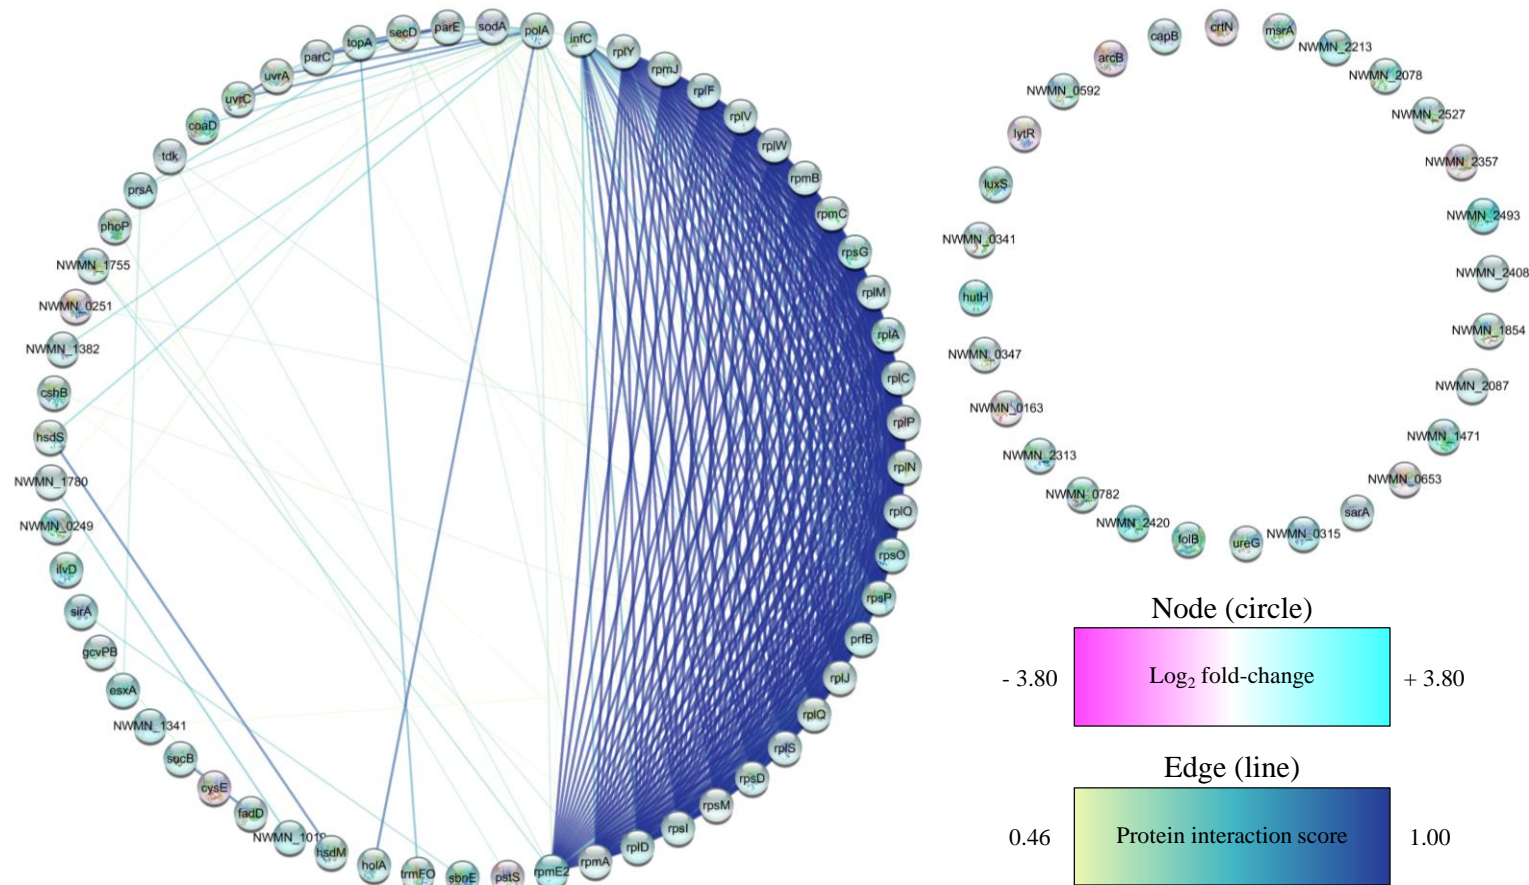 polA
infC
rplY
rpmJ
rplF
rplV
rplW
rpmB
rpmC
rpsG
rplM
rplA
rplC
rplP
rplN
rplQ
rpsO
rpsP
prfB
rplJ
rplQ
rplS
rpsD
rpsM
rpsI
rplD
rpmA
rpmE2
pstS
sbnE
trmFO
holA
hsdM
NWMN_1019
fadD
cysE
sucB
NWMN_1341
esxA
gcvPB
sirA
ilvD
NWMN_0249
NWMN_1780
hsdS
cshB
NWMN_1382
NWMN_0251
NWMN_1755
phoP
prsA
tdk
coaD
uvrC
uvrA
parC
topA
secD
parE
sodA
crtN
msrA
NWMN_2213
NWMN_2078
NWMN_2527
NWMN_2357
NWMN_2493
NWMN_2408
NWMN_1854
NWMN_2087
NWMN_1471
NWMN_0653
sarA
NWMN_0315
ureG
folB
NWMN_2420
NWMN_0782
NWMN_2313
NWMN_0163
NWMN_0347
hutH
NWMN_0341
luxS
lytR
NWMN_0592
arcB
capB
Node (circle)
- 3.80 Log₂ fold-change + 3.80
Edge (line)
0.46 Protein interaction score 1.00